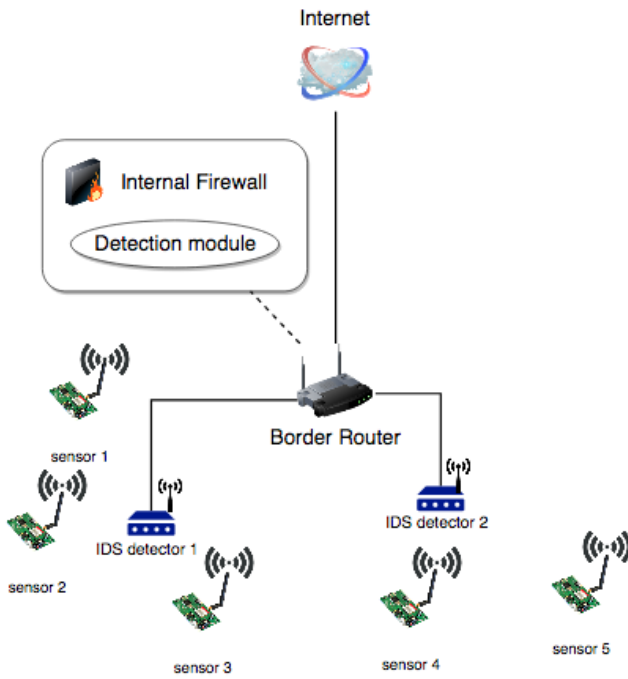 Internet
Internal Firewall
Detection module
Border Router
sensor 1
IDS detector 1
IDS detector 2
sensor 2
sensor 3
sensor 4
sensor 5